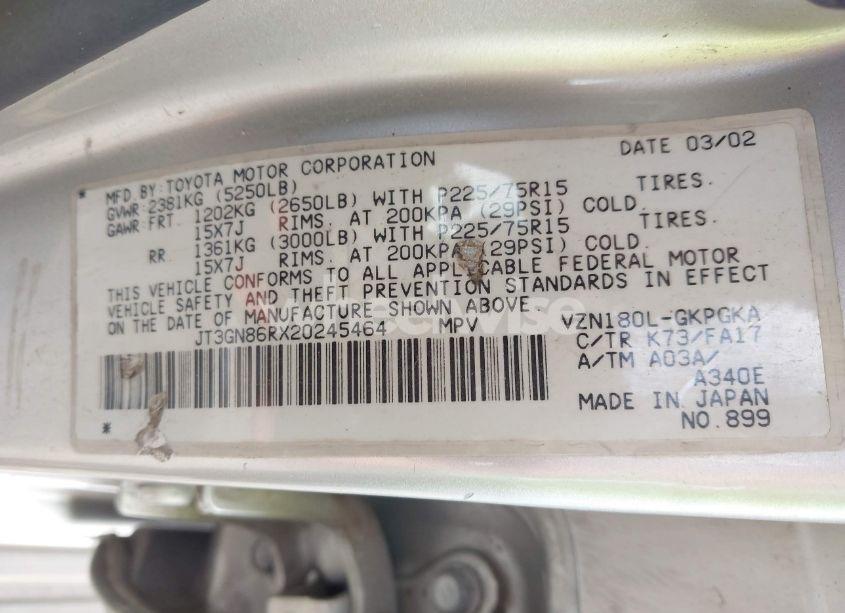 DATE 03/02
* MFD.BY:TOYOTA MOTOR CORPORATION
GVWR:2381KG (5250LB)
GAWR:FRT. 1202KG (2650LB) WITH P225/75R15 TIRES.
15X7J RIMS. AT 200KPA (29PSI) COLD.
RR. 1361KG (3000LB) WITH P225/75R15 TIRES.
15X7J RIMS. AT 200KPA (29PSI) COLD.
THIS VEHICLE CONFORMS TO ALL APPLICABLE FEDERAL MOTOR
VEHICLE SAFETY AND THEFT PREVENTION STANDARDS IN EFFECT
ON THE DATE OF MANUFACTURE SHOWN ABOVE.
JT3GN86RX20245464 MPV VZN180L-GKPGKA
C/TR K73/FA17
A/TM A03A/
A340E
MADE IN JAPAN
* NO.899